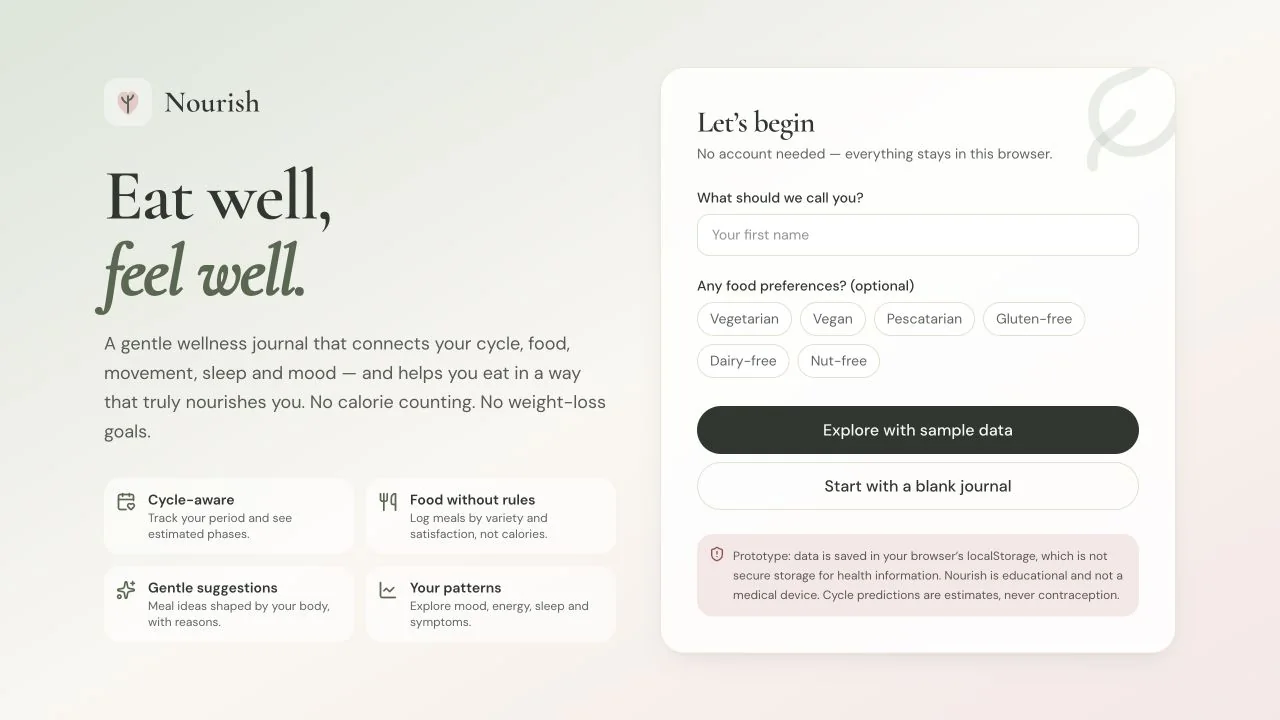 Nourish
Eat well,
feel well.
A gentle wellness journal that connects your cycle, food,
movement, sleep and mood — and helps you eat in a way
that truly nourishes you. No calorie counting. No weight-loss
goals.
Cycle-aware
Track your period and see
estimated phases.
Food without rules
Log meals by variety and
satisfaction, not calories.
Gentle suggestions
Meal ideas shaped by your body,
with reasons.
Your patterns
Explore mood, energy, sleep and
symptoms.
Let’s begin
No account needed — everything stays in this browser.
What should we call you?
Your first name
Any food preferences? (optional)
Vegetarian
Vegan
Pescatarian
Gluten-free
Dairy-free
Nut-free
Explore with sample data
Start with a blank journal
Prototype: data is saved in your browser’s localStorage, which is not
secure storage for health information. Nourish is educational and not a
medical device. Cycle predictions are estimates, never contraception.